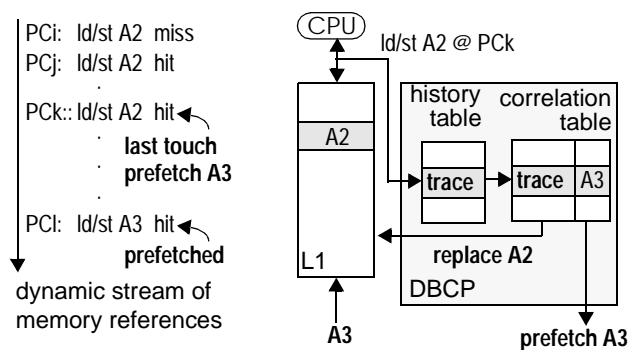 PCi: ld/st A2 miss
PCj: ld/st A2 hit
.
PCk:: ld/st A2 hit
. last touch
. prefetch A3
.
PCl: ld/st A3 hit
prefetched
dynamic stream of
memory references
CPU
ld/st A2 @ PCk
A2
L1
A3
history
table
correlation
table
trace
trace
A3
replace A2
DBCP
prefetch A3